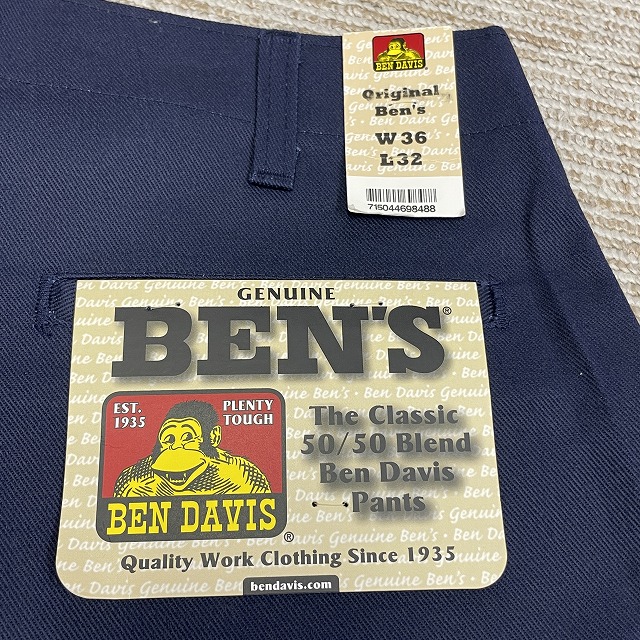 BEN DAVIS
Original
Ben's
W 36
L 32
715044698488
GENUINE
BEN'S®
EST.
1935
PLENTY
TOUGH
BEN DAVIS
®
The Classic
50/50 Blend
Ben Davis
Pants
Quality Work Clothing Since 1935
bendavis.com